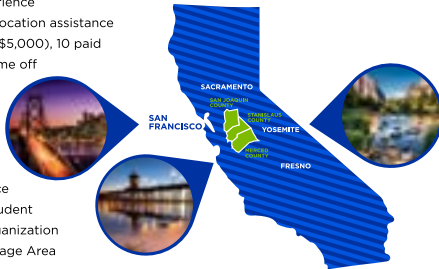 rience
location assistance
$5,000), 10 paid
me off
SACRAMENTO
SAN JOAQUIN
COUNTY
STANISLAUS
COUNTY
SAN
FRANCISCO
YOSEMITE
MERCED
COUNTY
FRESNO
ce
udent
ganization
age Area